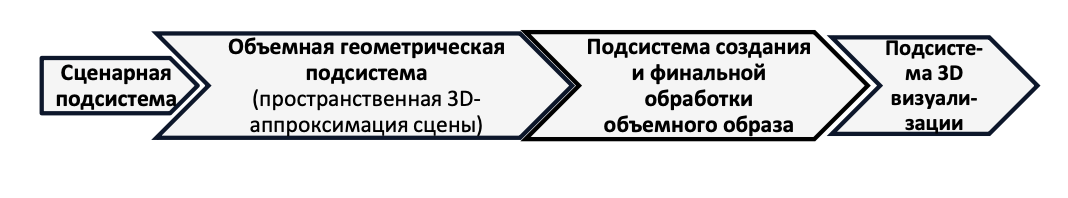 Сценарная
подсистема
Объемная геометрическая
подсистема
(пространственная 3D-
аппроксимация сцены)
Подсистема создания
и финальной
обработки
объемного образа
Подсисте-
ма 3D
визуали-
зации